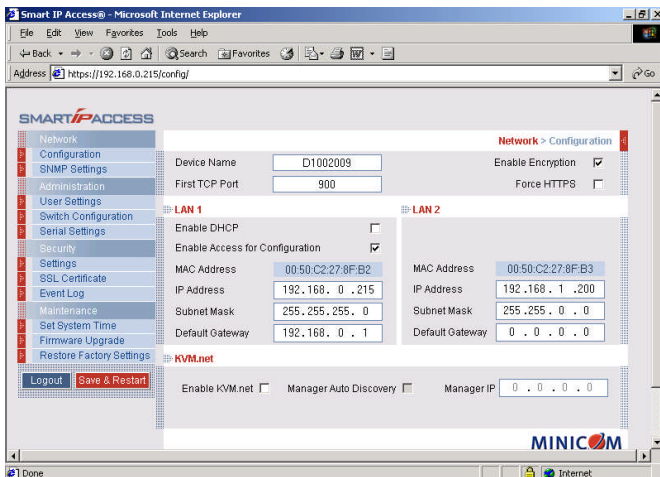 Smart IP Access® - Microsoft Internet Explorer
File Edit View Favorites Tools Help
Back Search Favorites
Address https://192.168.0.215/config/ Go
SMART IP ACCESS
Network
Configuration
SNMP Settings
Administration
User Settings
Switch Configuration
Serial Settings
Security
Settings
SSL Certificate
Event Log
Maintenance
Set System Time
Firmware Upgrade
Restore Factory Settings
Logout Save & Restart
Network > Configuration
Device Name D1002009 Enable Encryption
First TCP Port 900 Force HTTPS
LAN 1 LAN 2
Enable DHCP
Enable Access for Configuration
MAC Address 00:50:C2:27:8F:B2 MAC Address 00:50:C2:27:8F:B3
IP Address 192.168. 0 .215 IP Address 192.168. 1 .200
Subnet Mask 255.255.255. 0 Subnet Mask 255.255. 0 . 0
Default Gateway 192.168. 0 . 1 Default Gateway 0 . 0 . 0 . 0
KVM.net
Enable KVM.net Manager Auto Discovery Manager IP 0 . 0 . 0 . 0
MINICOM
Done Internet